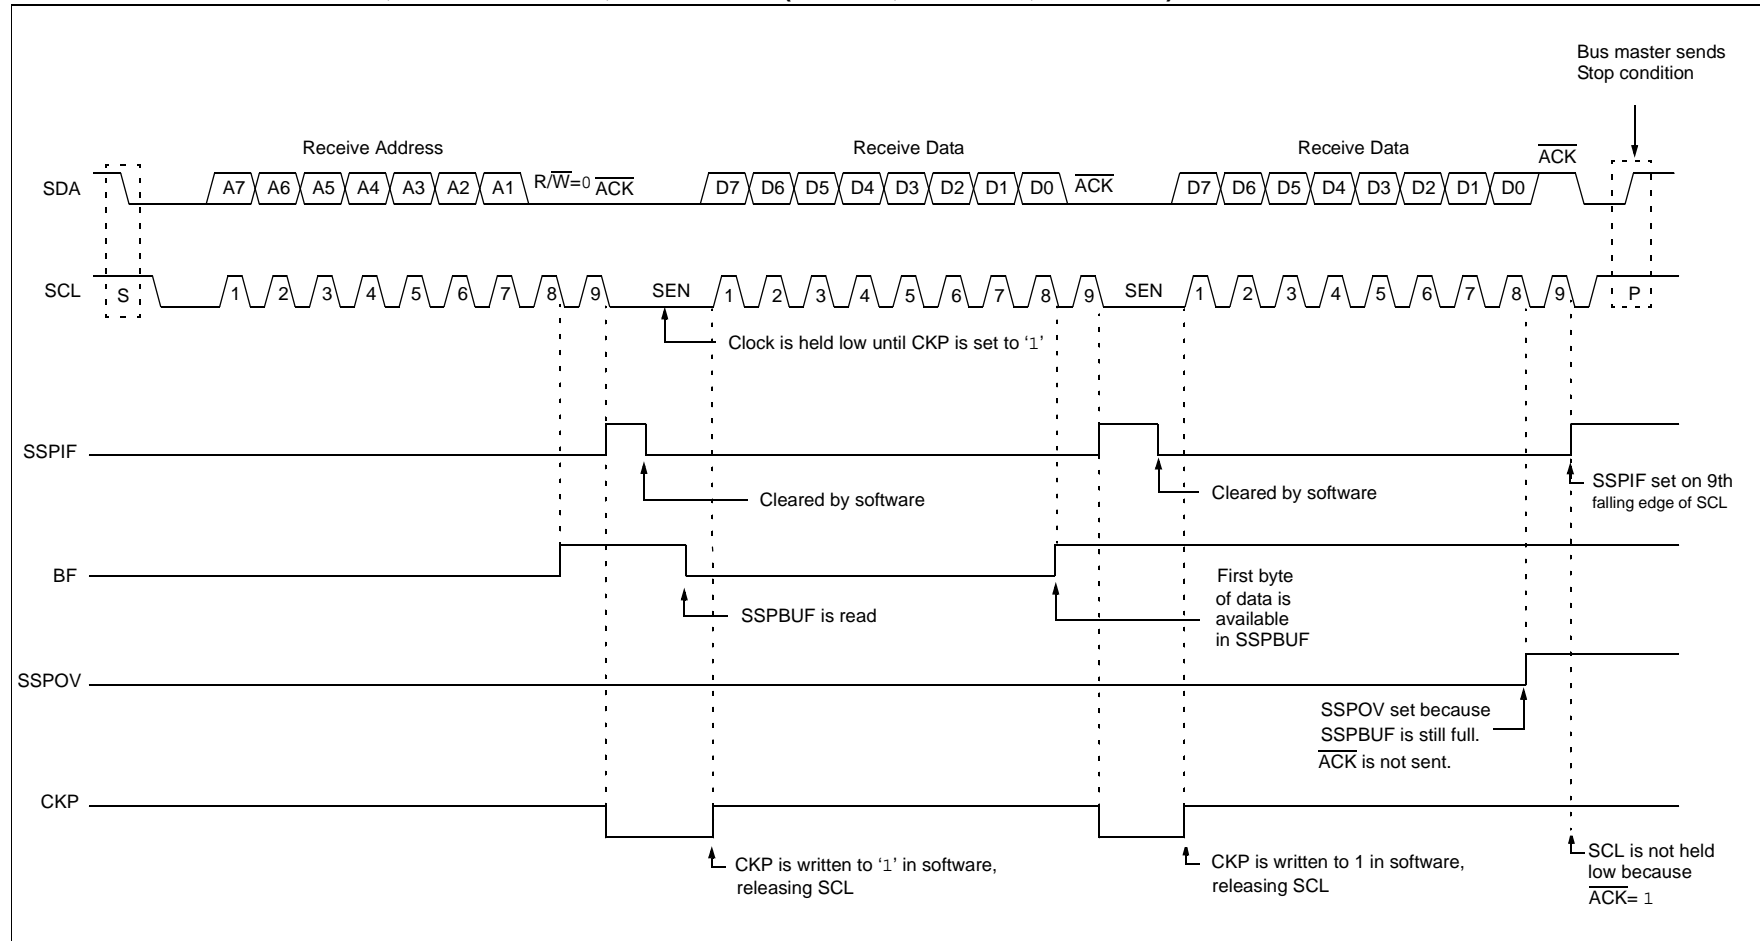 Bus master sends
Stop condition
Receive Address
Receive Data
Receive Data
ACK
SDA
A7 A6 A5 A4 A3 A2 A1 R/W=0 ACK
D7 D6 D5 D4 D3 D2 D1 D0 ACK
D7 D6 D5 D4 D3 D2 D1 D0
SCL
S 1 2 3 4 5 6 7 8 9 SEN 1 2 3 4 5 6 7 8 9 SEN 1 2 3 4 5 6 7 8 9 P
Clock is held low until CKP is set to ‘1’
SSPIF
Cleared by software
Cleared by software
SSPIF set on 9th
falling edge of SCL
BF
SSPBUF is read
First byte
of data is
available
in SSPBUF
SSPOV
SSPOV set because
SSPBUF is still full.
ACK is not sent.
CKP
CKP is written to ‘1’ in software,
releasing SCL
CKP is written to 1 in software,
releasing SCL
SCL is not held
low because
ACK= 1